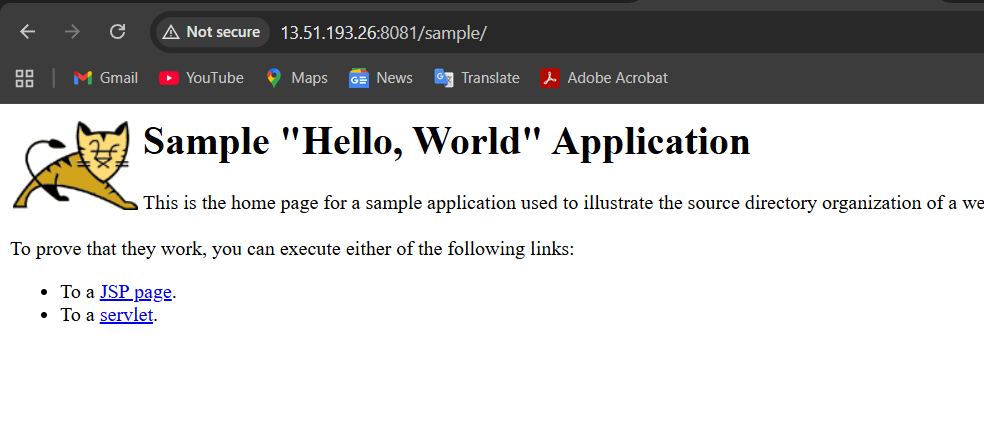 Not secure 13.51.193.26:8081/sample/
Gmail YouTube Maps News Translate Adobe Acrobat
Sample "Hello, World" Application
This is the home page for a sample application used to illustrate the source directory organization of a we
To prove that they work, you can execute either of the following links:
• To a JSP page.
• To a servlet.